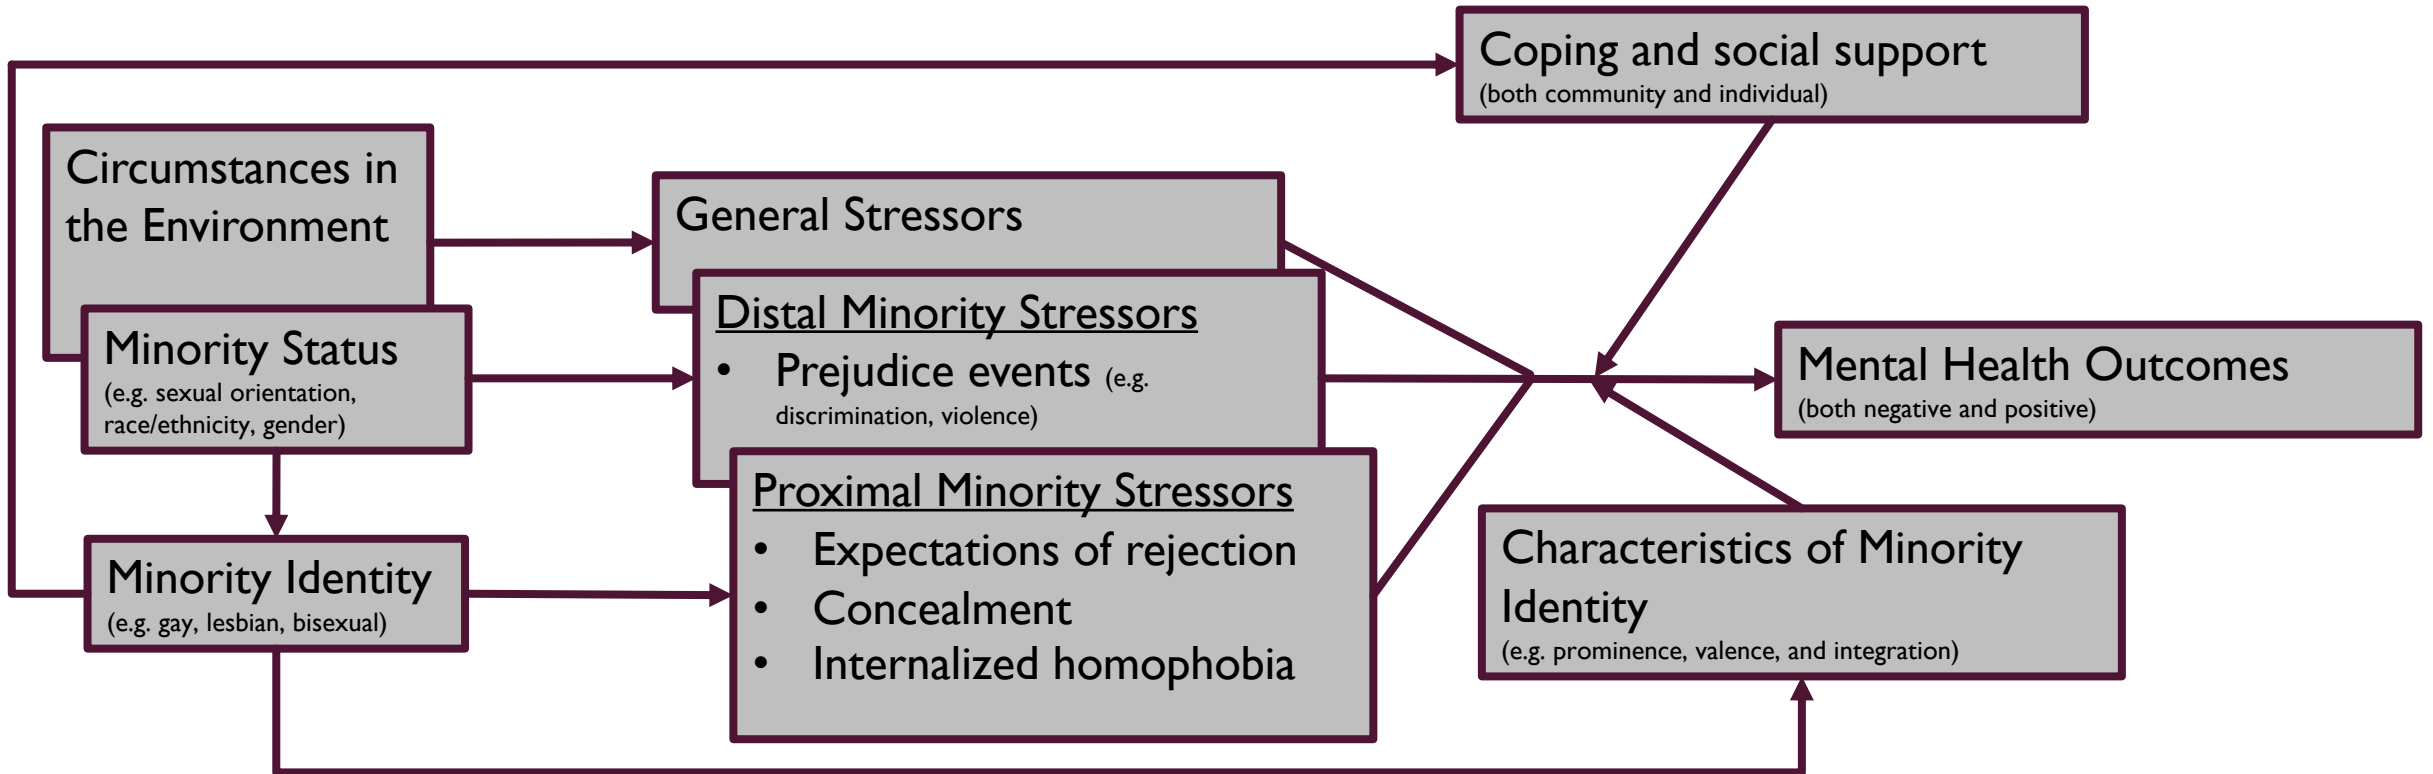 Coping and social support
(both community and individual)
Circumstances in
the Environment
General Stressors
Distal Minority Stressors
• Prejudice events (e.g.
discrimination, violence)
Minority Status
(e.g. sexual orientation,
race/ethnicity, gender)
Mental Health Outcomes
(both negative and positive)
Proximal Minority Stressors
• Expectations of rejection
• Concealment
• Internalized homophobia
Minority Identity
(e.g. gay, lesbian, bisexual)
Characteristics of Minority
Identity
(e.g. prominence, valence, and integration)